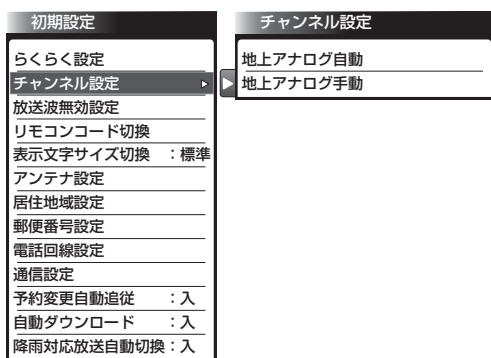 初期設定
らくらく設定
チャンネル設定
放送波無効設定
リモコンコード切換
表示文字サイズ切換 ：標準
アンテナ設定
居住地域設定
郵便番号設定
電話回線設定
通信設定
予約変更自動追従 ：入
自動ダウンロード ：入
降雨対応放送自動切換：入
チャンネル設定
地上アナログ自動
地上アナログ手動